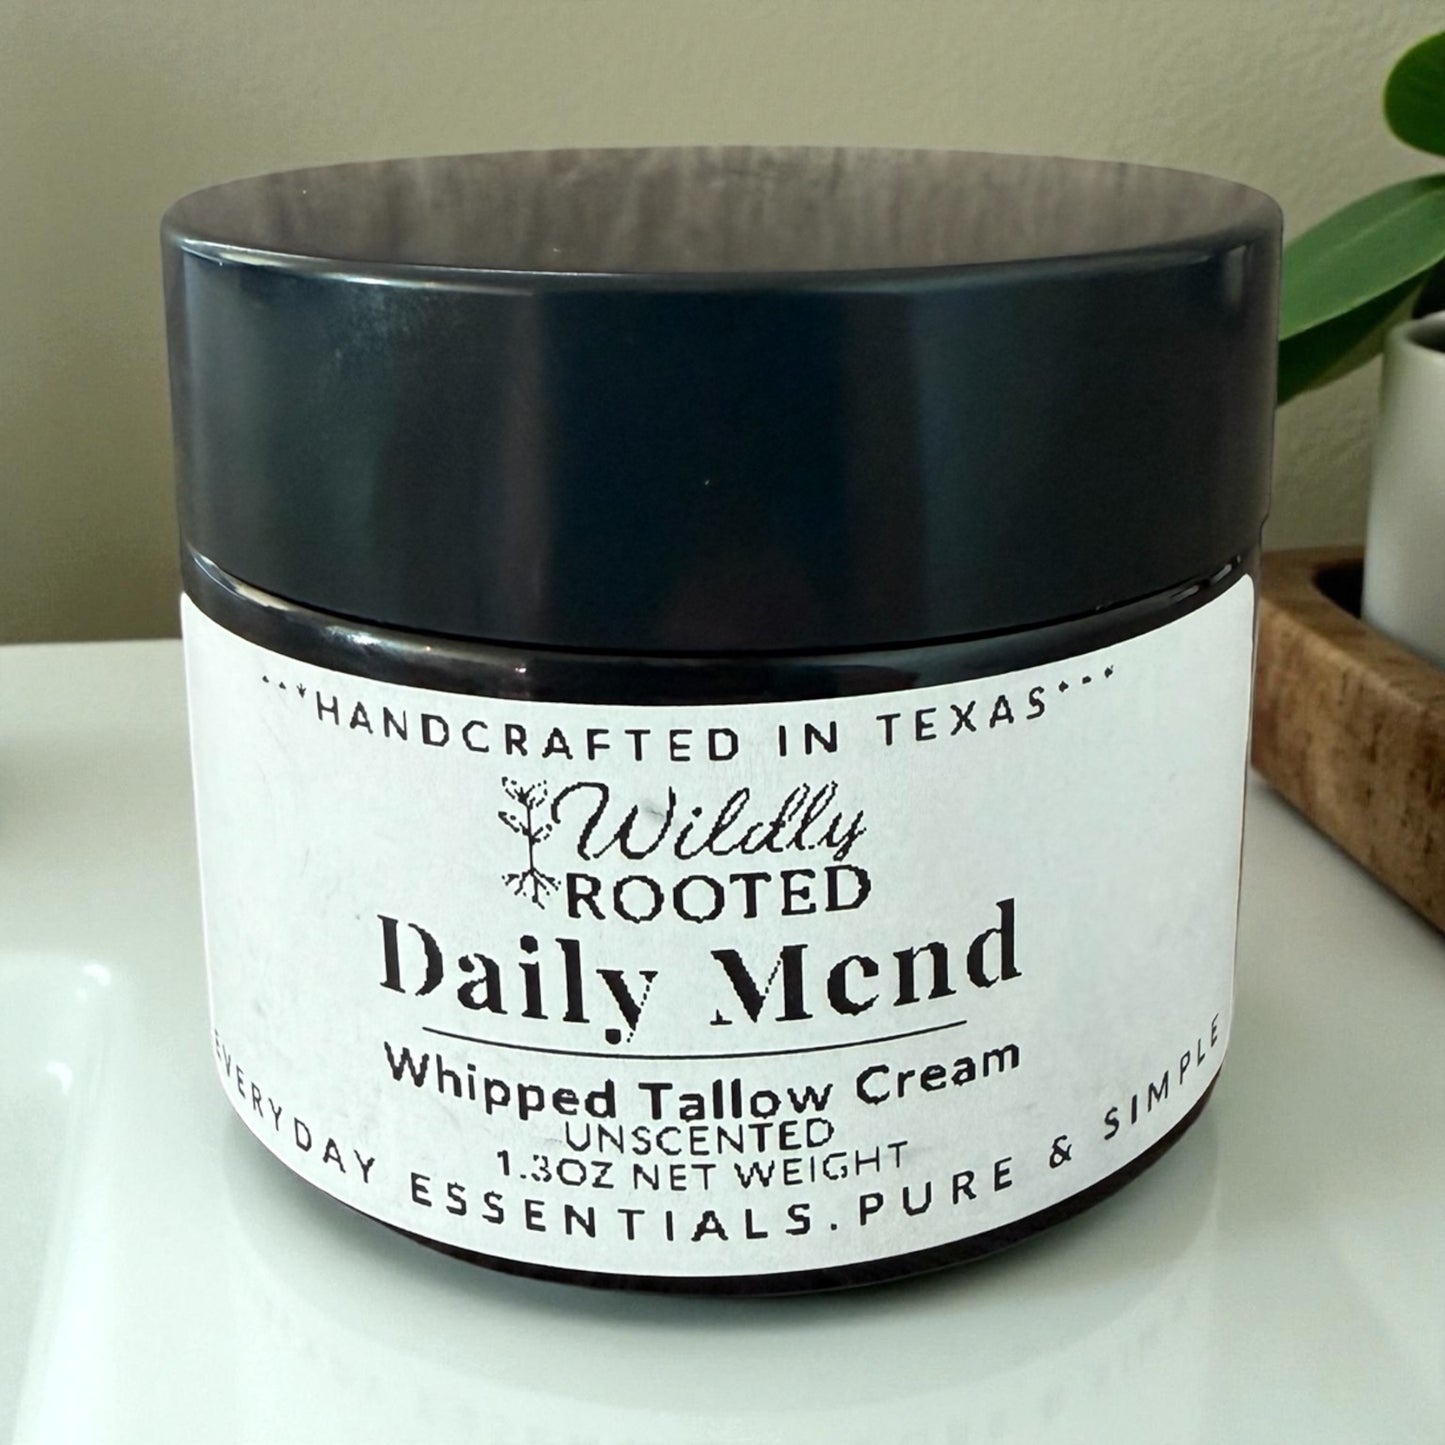 ***HANDCRAFTED IN TEXAS***
Wildly
ROOTED
Daily Mend
Whipped Tallow Cream
UNSCENTED
1.3OZ NET WEIGHT
EVERYDAY ESSENTIALS.PURE & SIMPLE